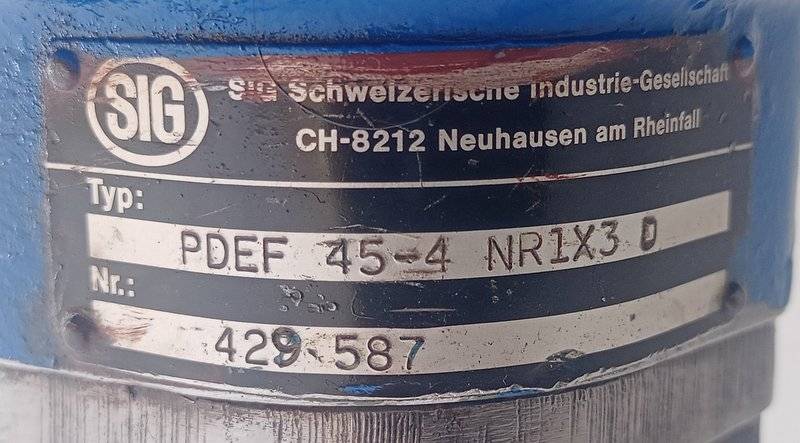 SIG
SIG Schweizerische Industrie-Gesellschaft
CH-8212 Neuhausen am Rheinfall
Typ:
PDEF 45-4 NR1X3 D
Nr.:
429 587